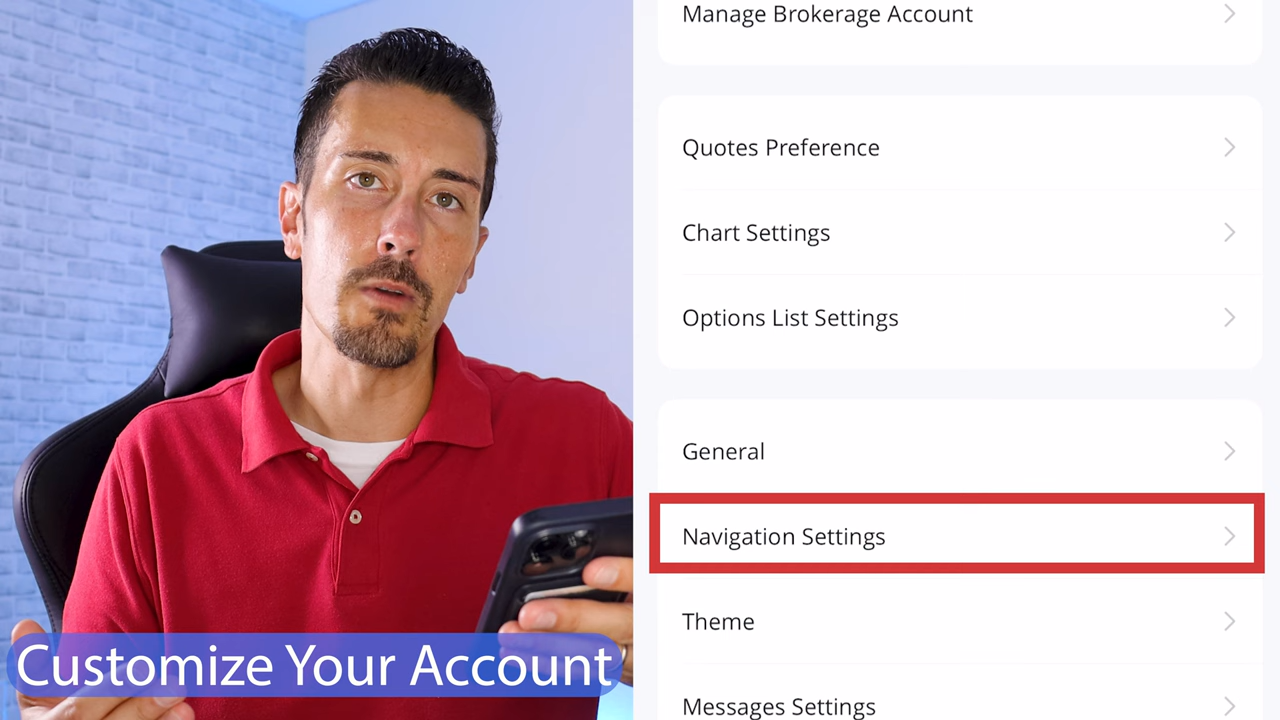 Manage Brokerage Account
Quotes Preference
Chart Settings
Options List Settings
General
Navigation Settings
Theme
Messages Settings
Customize Your Account